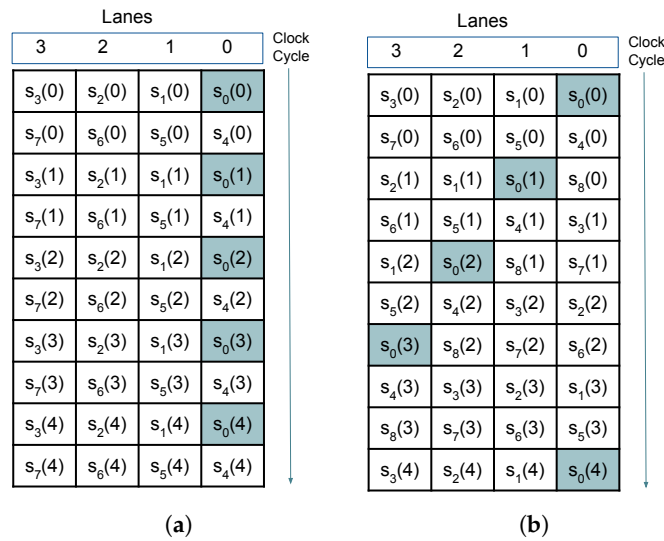 Lanes
3 2 1 0
Clock
Cycle
s₃(0) s₂(0) s₁(0) s₀(0)
s₇(0) s₆(0) s₅(0) s₄(0)
s₃(1) s₂(1) s₁(1) s₀(1)
s₇(1) s₆(1) s₅(1) s₄(1)
s₃(2) s₂(2) s₁(2) s₀(2)
s₇(2) s₆(2) s₅(2) s₄(2)
s₃(3) s₂(3) s₁(3) s₀(3)
s₇(3) s₆(3) s₅(3) s₄(3)
s₃(4) s₂(4) s₁(4) s₀(4)
s₇(4) s₆(4) s₅(4) s₄(4)
(a)
Lanes
3 2 1 0
Clock
Cycle
s₃(0) s₂(0) s₁(0) s₀(0)
s₇(0) s₆(0) s₅(0) s₄(0)
s₂(1) s₁(1) s₀(1) s₈(0)
s₆(1) s₅(1) s₄(1) s₃(1)
s₁(2) s₀(2) s₈(1) s₇(1)
s₅(2) s₄(2) s₃(2) s₂(2)
s₀(3) s₈(2) s₇(2) s₆(2)
s₄(3) s₃(3) s₂(3) s₁(3)
s₈(3) s₇(3) s₆(3) s₅(3)
s₃(4) s₂(4) s₁(4) s₀(4)
(b)